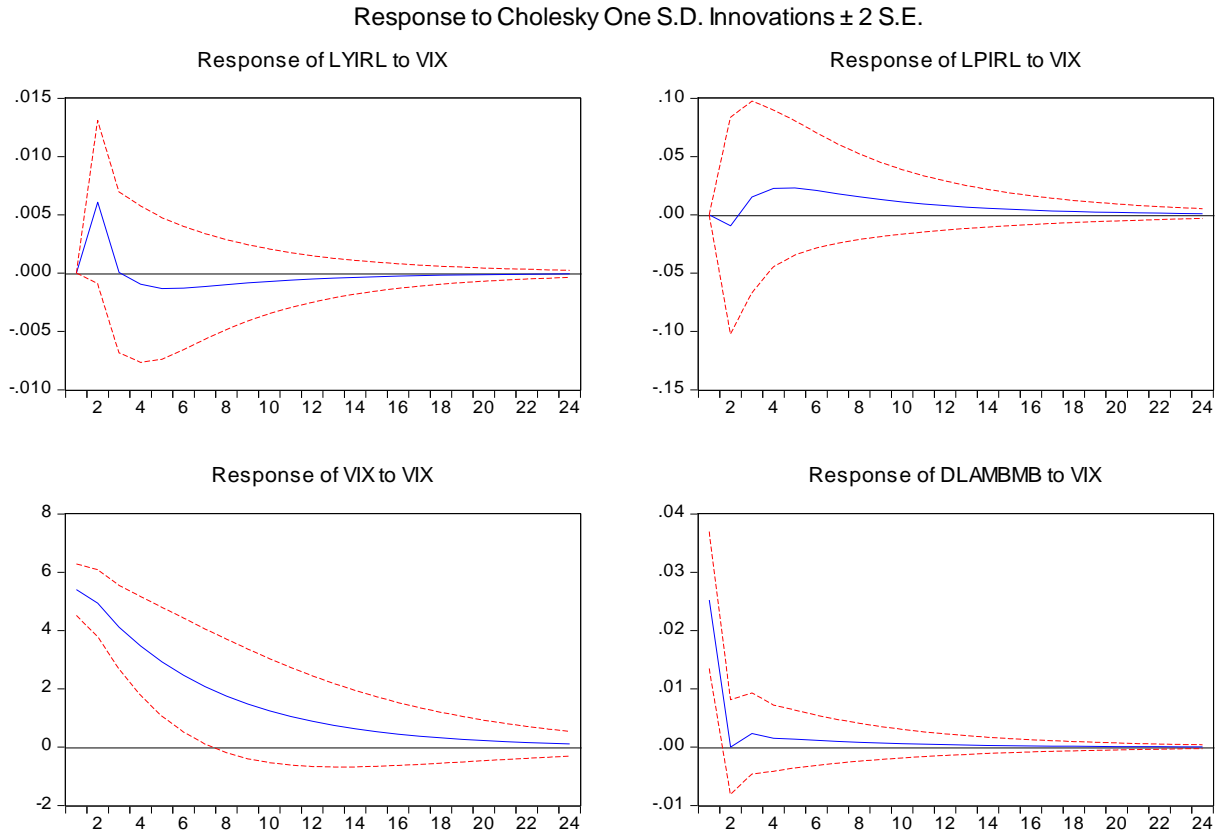 Response to Cholesky One S.D. Innovations ± 2 S.E.
Response of LYIRL to VIX
.015
.010
.005
.000
-.005
-.010
2 4 6 8 10 12 14 16 18 20 22 24
Response of LPIRL to VIX
.10
.05
.00
-.05
-.10
-.15
2 4 6 8 10 12 14 16 18 20 22 24
Response of VIX to VIX
8
6
4
2
0
-2
2 4 6 8 10 12 14 16 18 20 22 24
Response of DLAMBMB to VIX
.04
.03
.02
.01
.00
-.01
2 4 6 8 10 12 14 16 18 20 22 24